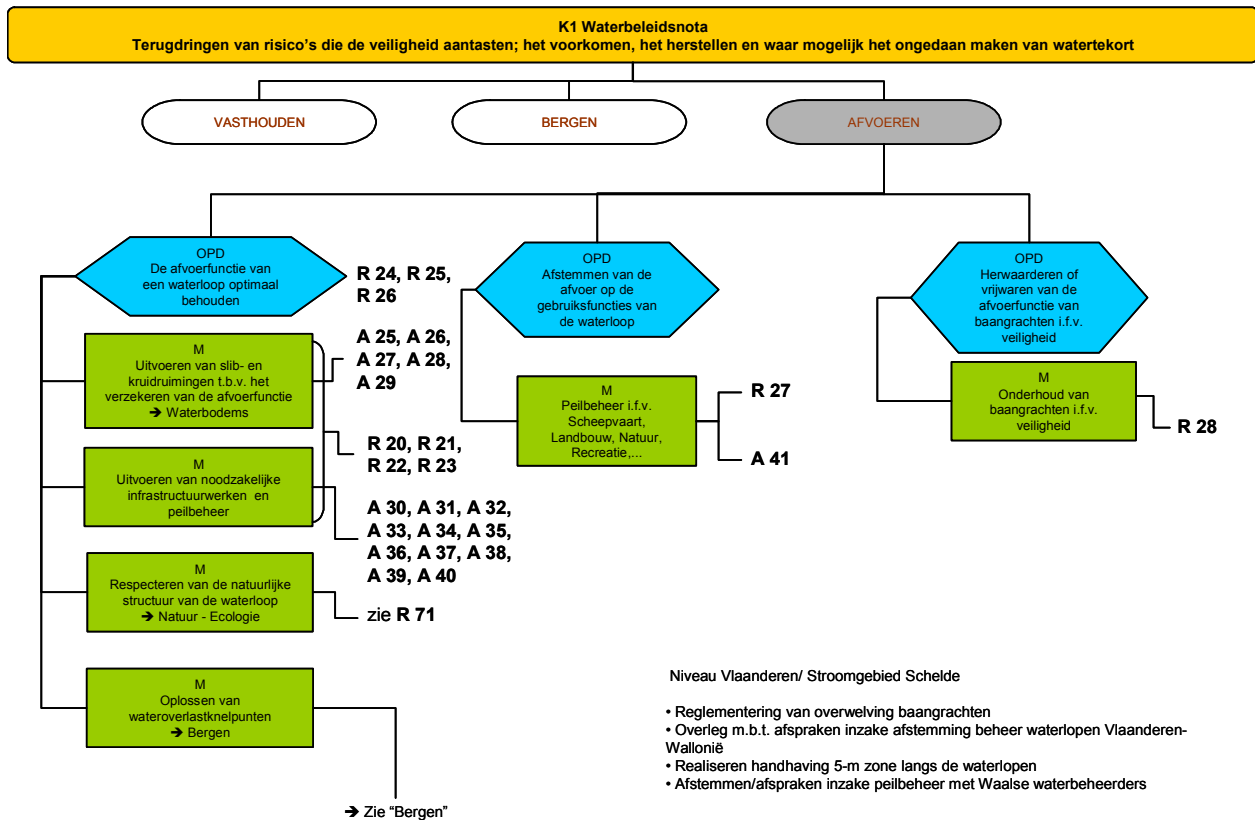 K1 Waterbeleidsnota
Terugdringen van risico's die de veiligheid aantasten; het voorkomen, het herstellen en waar mogelijk het ongedaan maken van watertekort
VASTHOUDEN
BERGEN
AFVOEREN
OPD
De afvoerfunctie van
een waterloop optimaal
behouden
R 24, R 25,
R 26
M
Uitvoeren van slib- en
kruidruimingen t.b.v. het
verzekeren van de afvoerfunctie
➔ Waterbodems
A 25, A 26,
A 27, A 28,
A 29
R 20, R 21,
R 22, R 23
M
Uitvoeren van noodzakelijke
infrastructuurwerken en
peilbeheer
A 30, A 31, A 32,
A 33, A 34, A 35,
A 36, A 37, A 38,
A 39, A 40
M
Respecteren van de natuurlijke
structuur van de waterloop
➔ Natuur - Ecologie
zie R 71
M
Oplossen van
wateroverlastknelpunten
➔ Bergen
➔ Zie "Bergen"
OPD
Afstemmen van de
afvoer op de
gebruiksfuncties van
de waterloop
M
Peilbeheer i.f.v.
Scheepvaart,
Landbouw, Natuur,
Recreatie,...
R 27
A 41
OPD
Herwaarderen of
vrijwaren van de
afvoerfunctie van
baangrachten i.f.v.
veiligheid
M
Onderhoud van
baangrachten i.f.v.
veiligheid
R 28
Niveau Vlaanderen/ Stroomgebied Schelde
• Reglementering van overwelving baangrachten
• Overleg m.b.t. afspraken inzake afstemming beheer waterlopen Vlaanderen-
Wallonië
• Realiseren handhaving 5-m zone langs de waterlopen
• Afstemmen/afspraken inzake peilbeheer met Waalse waterbeheerders